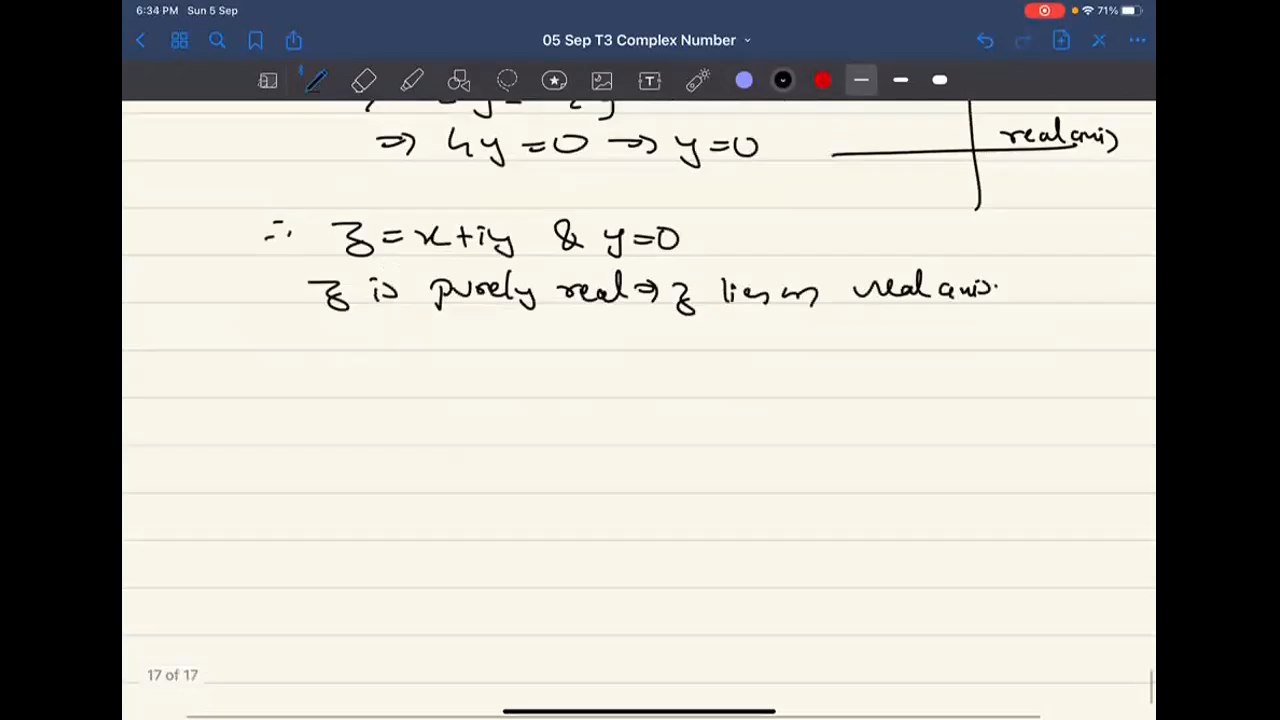 6:34 PM Sun 5 Sep
71%
05 Sep T3 Complex Number
⇒ 4y = 0 → y = 0
real axis
∴ z = x + iy & y = 0
z is purely real ⇒ z lies on real axis.
17 of 17